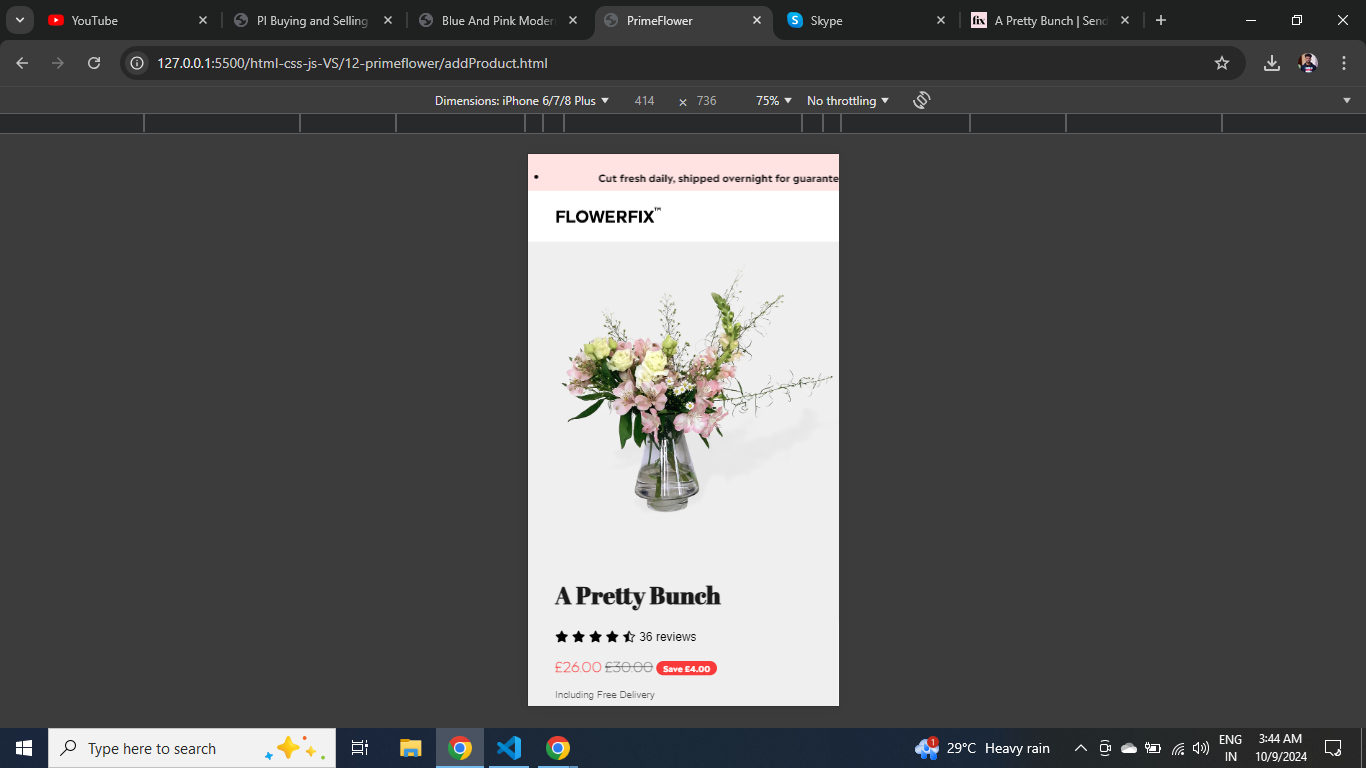 YouTube
PI Buying and Selling
Blue And Pink Modern
PrimeFlower
Skype
fix
A Pretty Bunch | Send
127.0.0.1:5500/html-css-js-VS/12-primeflower/addProduct.html
Dimensions: iPhone 6/7/8 Plus
414 × 736
75%
No throttling
• Cut fresh daily, shipped overnight for guarante
FLOWERFIX™
A Pretty Bunch
36 reviews
£26.00 £30.00 Save £4.00
Including Free Delivery
Type here to search
1
29°C Heavy rain
ENG
IN
3:44 AM
10/9/2024